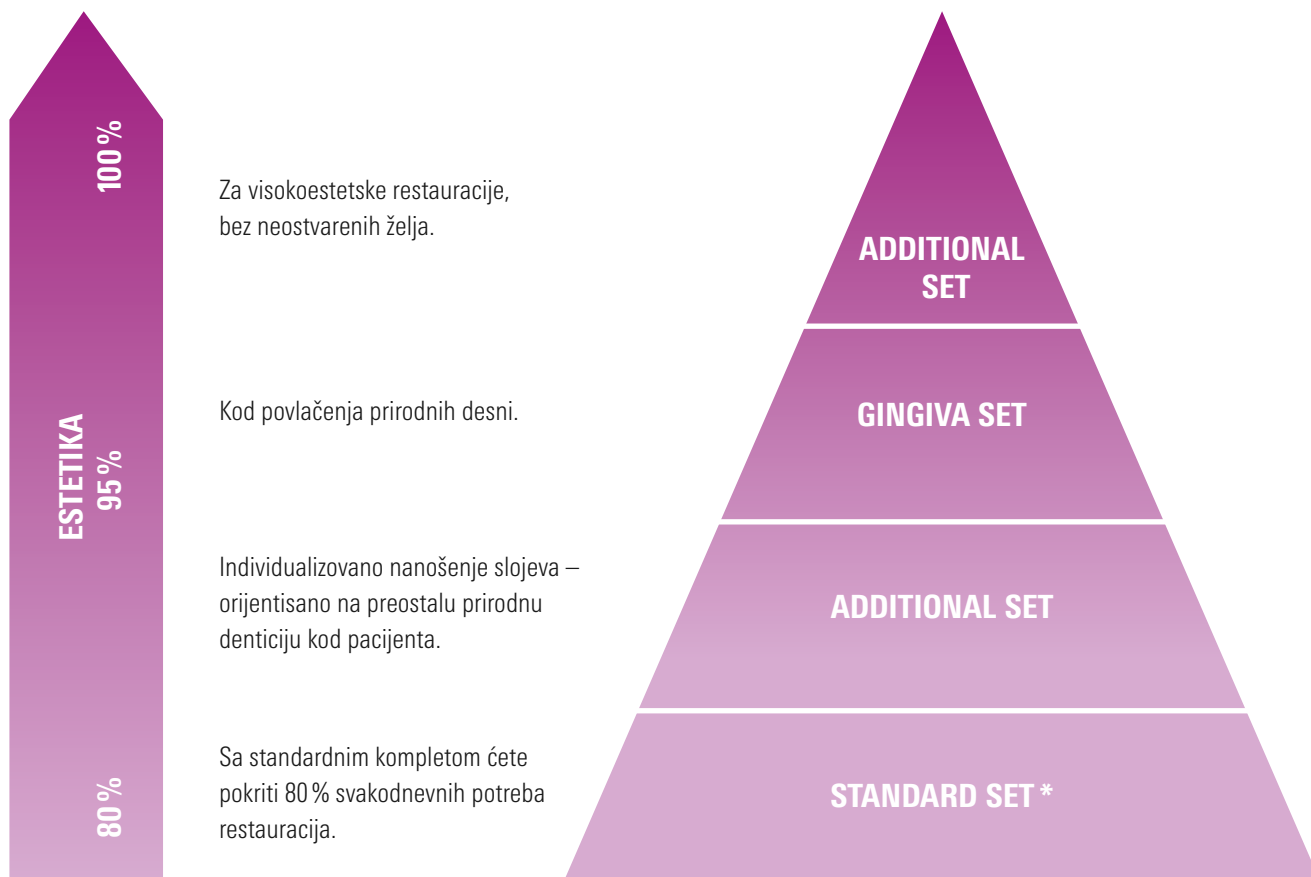 100 %
ESTETIKA
95 %
80 %
Za visokoestetske restauracije,
bez neostvarenih želja.
ADDITIONAL
SET
Kod povlačenja prirodnih desni.
GINGIVA SET
Individualizovano nanošenje slojeva –
orijentisano na preostalu prirodnu
denticiju kod pacijenta.
ADDITIONAL SET
Sa standardnim kompletom ćete
pokriti 80 % svakodnevnih potreba
restauracija.
STANDARD SET *